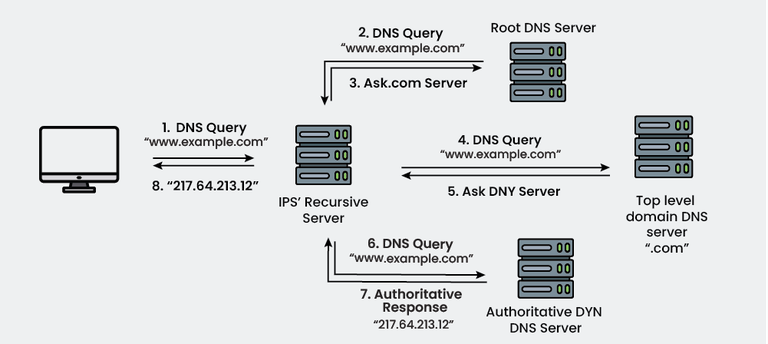 2. DNS Query
“www.example.com”
3. Ask.com Server
Root DNS Server
1. DNS Query
“www.example.com”
8. “217.64.213.12”
IPS’ Recursive
Server
4. DNS Query
“www.example.com”
5. Ask DNY Server
Top level
domain DNS
server
“.com”
6. DNS Query
“www.example.com”
7. Authoritative
Response
“217.64.213.12”
Authoritative DYN
DNS Server